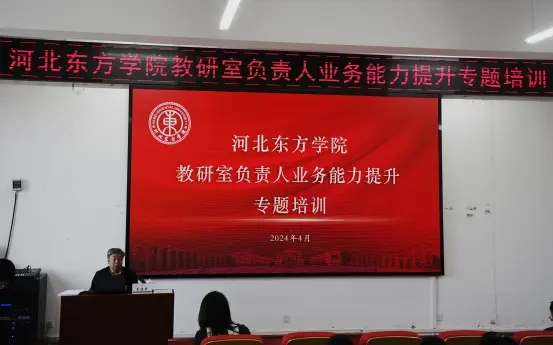 河北东方学院教研室负责人业务能力提升专题培训
河北东方学院
教研室负责人业务能力提升
专题培训
2024年4月